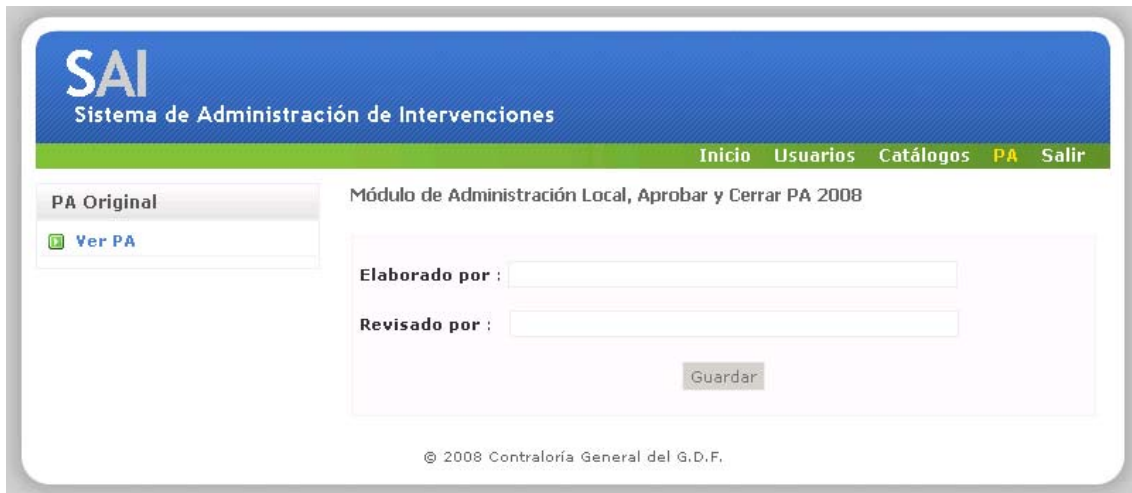 SAI
Sistema de Administración de Intervenciones
Inicio Usuarios Catálogos PA Salir
PA Original
Ver PA
Módulo de Administración Local, Aprobar y Cerrar PA 2008
Elaborado por :
Revisado por :
Guardar
© 2008 Contraloría General del G.D.F.